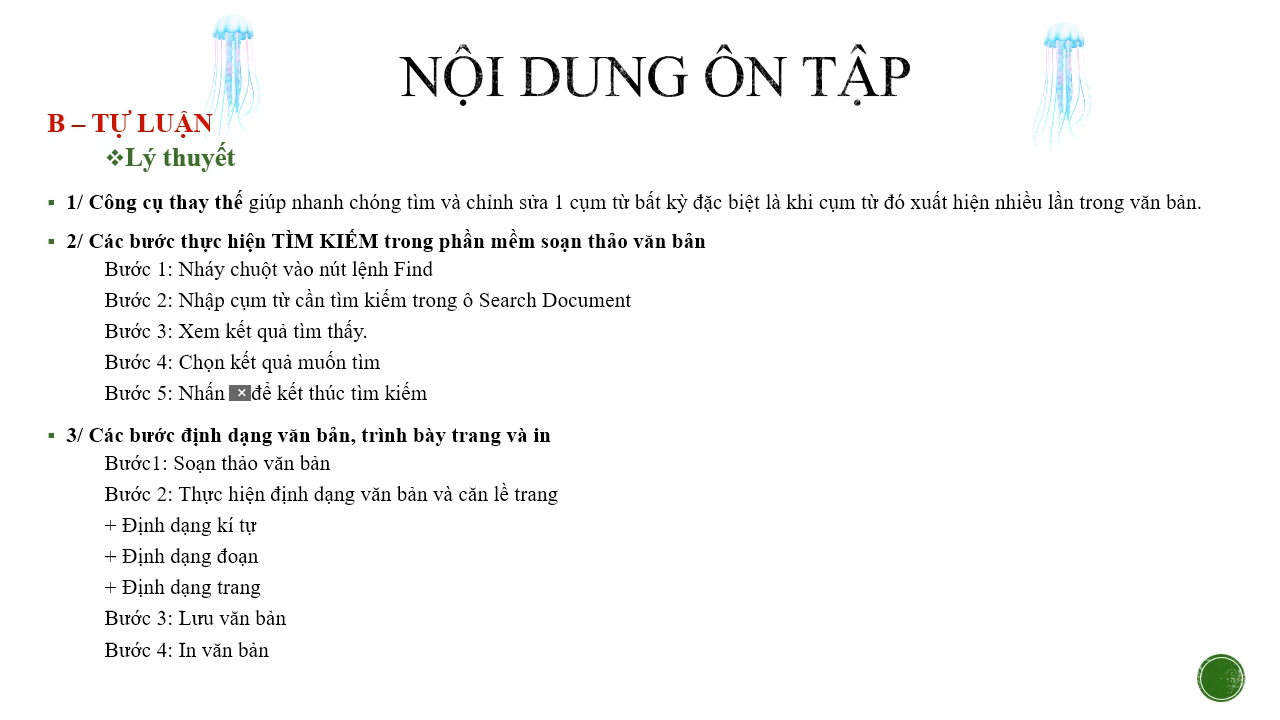 NỘI DUNG ÔN TẬP
B – TỰ LUẬN
❖Lý thuyết
▪ 1/ Công cụ thay thế giúp nhanh chóng tìm và chỉnh sửa 1 cụm từ bất kỳ đặc biệt là khi cụm từ đó xuất hiện nhiều lần trong văn bản.
▪ 2/ Các bước thực hiện TÌM KIẾM trong phần mềm soạn thảo văn bản
Bước 1: Nháy chuột vào nút lệnh Find
Bước 2: Nhập cụm từ cần tìm kiếm trong ô Search Document
Bước 3: Xem kết quả tìm thấy.
Bước 4: Chọn kết quả muốn tìm
Bước 5: Nhấn × để kết thúc tìm kiếm
▪ 3/ Các bước định dạng văn bản, trình bày trang và in
Bước1: Soạn thảo văn bản
Bước 2: Thực hiện định dạng văn bản và căn lề trang
+ Định dạng kí tự
+ Định dạng đoạn
+ Định dạng trang
Bước 3: Lưu văn bản
Bước 4: In văn bản